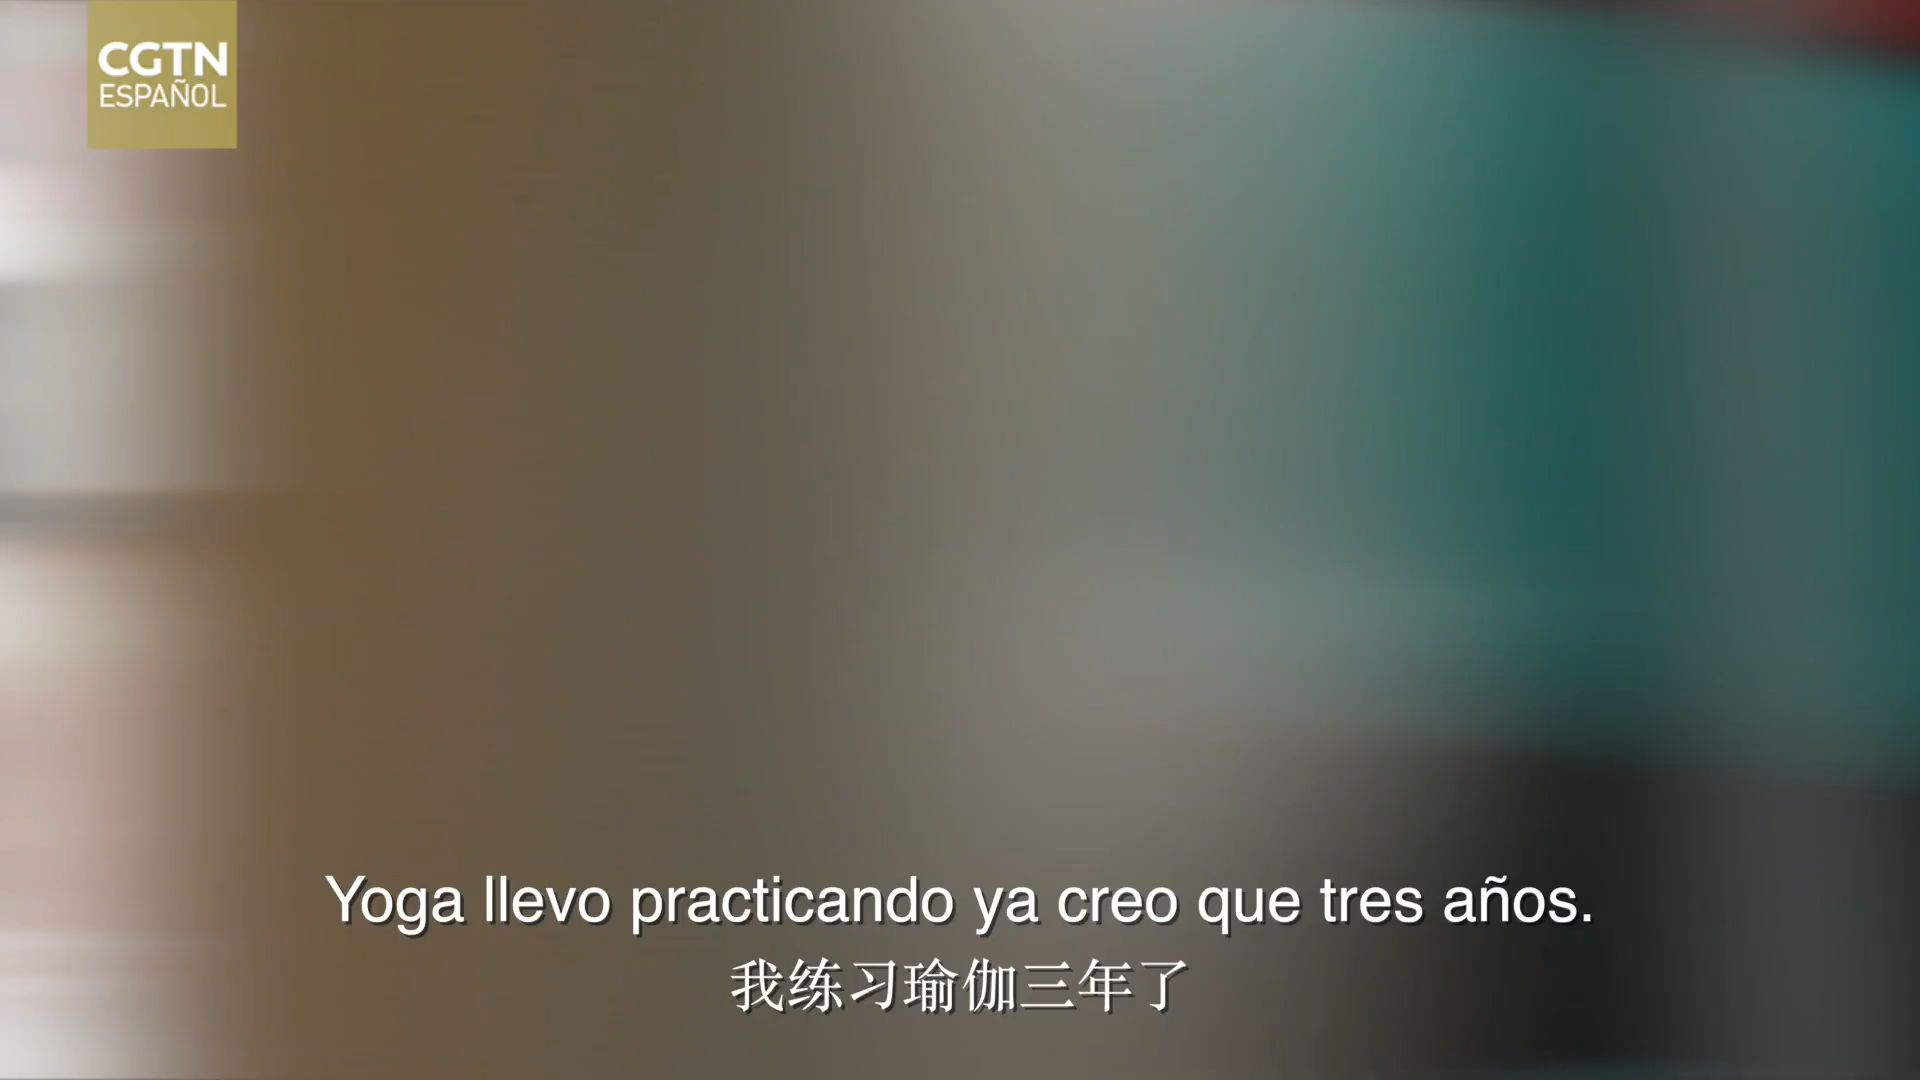 CGTN
ESPAÑOL
Yoga llevo practicando ya creo que tres años.
我练习瑜伽三年了